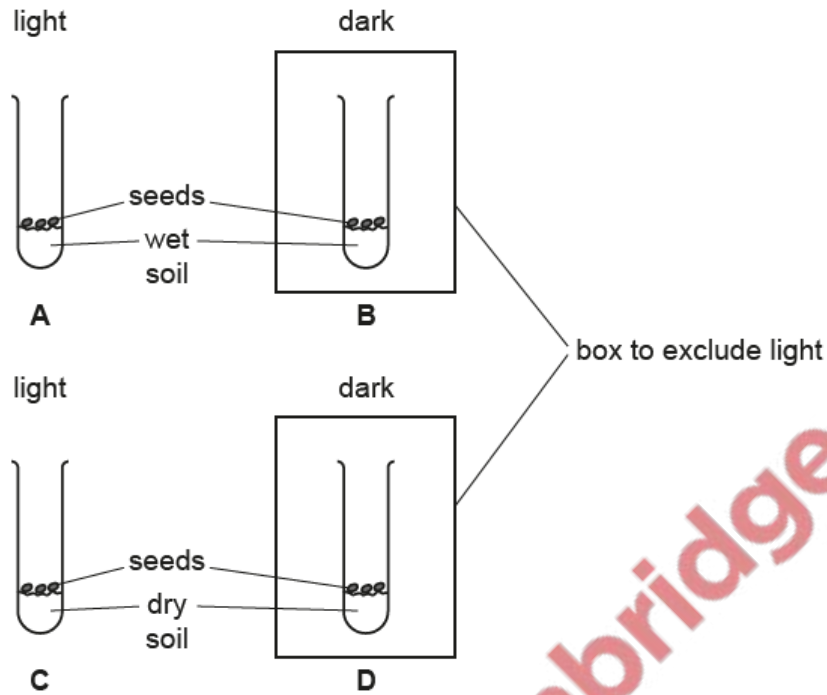 light
dark
seeds
wet
soil
A
B
box to exclude light
light
dark
seeds
dry
soil
C
D